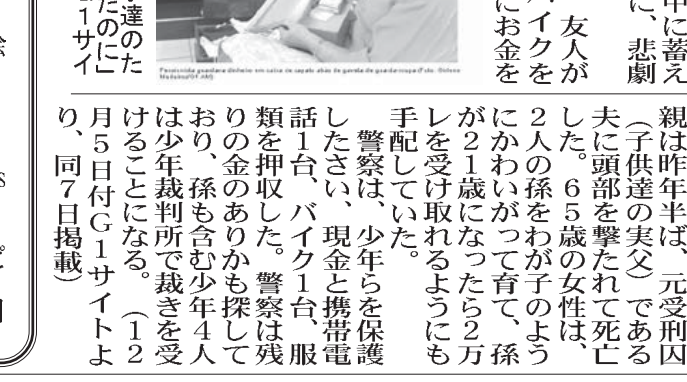 中に蓄え
に、悲劇
友人が
バイクを
にお金を
達のた
たのに」
1サイ
親は昨年半ば、元受刑囚
（子供達の実父）である
夫に頭部を撃たれて死亡
した。６５歳の女性は、
２人の孫をわが子のよう
にかわいがって育て、孫
が２１歳になったら２万
レを受け取れるようにも
手配していた。
警察は、少年らを保護
したさい、現金と携帯電
話１台、バイク１台、服
類を押収した。警察は残
りの金のありかも探して
おり、孫も含む少年４人
は少年裁判所で裁きを受
けることになる。（１２
月５日付Ｇ１サイトよ
り、同７日掲載）